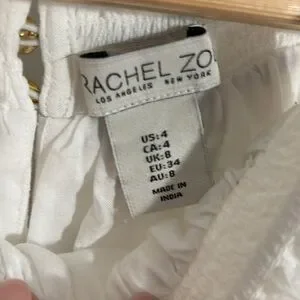 RACHEL ZO
LOS ANGELES NEW YORK
US:4
CA:4
UK:8
EU:34
AU:8
MADE IN
INDIA